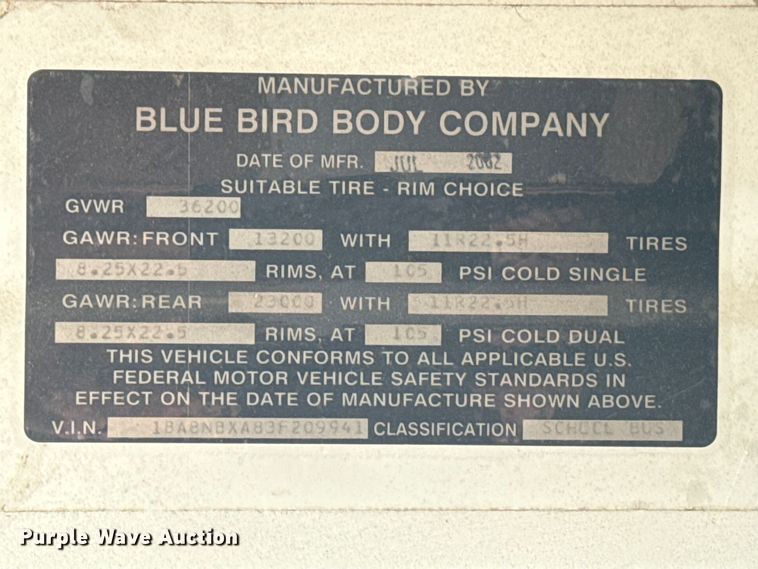 MANUFACTURED BY
BLUE BIRD BODY COMPANY
DATE OF MFR. JUL 2002
SUITABLE TIRE - RIM CHOICE
GVWR 36200
GAWR: FRONT 13200 WITH 11R22.5H TIRES
8.25X22.5 RIMS, AT 105 PSI COLD SINGLE
GAWR: REAR 23000 WITH 11R22.5H TIRES
8.25X22.5 RIMS, AT 105 PSI COLD DUAL
THIS VEHICLE CONFORMS TO ALL APPLICABLE U.S.
FEDERAL MOTOR VEHICLE SAFETY STANDARDS IN
EFFECT ON THE DATE OF MANUFACTURE SHOWN ABOVE.
V.I.N. 1BABNBXA83F209941 CLASSIFICATION SCHOOL BUS
Purple Wave Auction